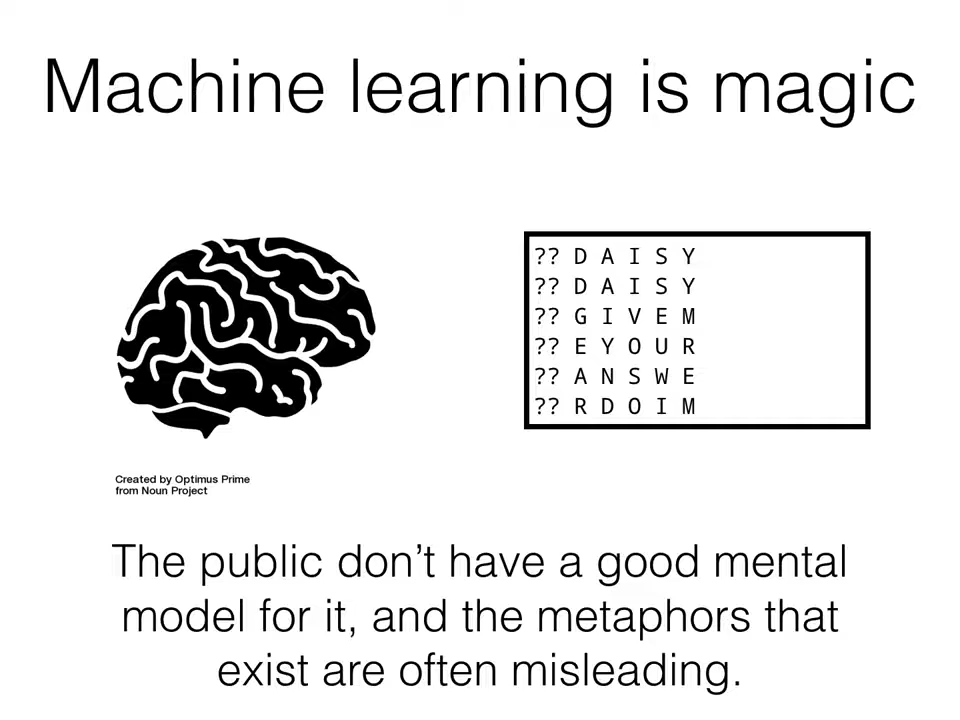 Machine learning is magic
?? D A I S Y
?? D A I S Y
?? G I V E M
?? E Y O U R
?? A N S W E
?? R D O I M
Created by Optimus Prime
from Noun Project
The public don’t have a good mental
model for it, and the metaphors that
exist are often misleading.